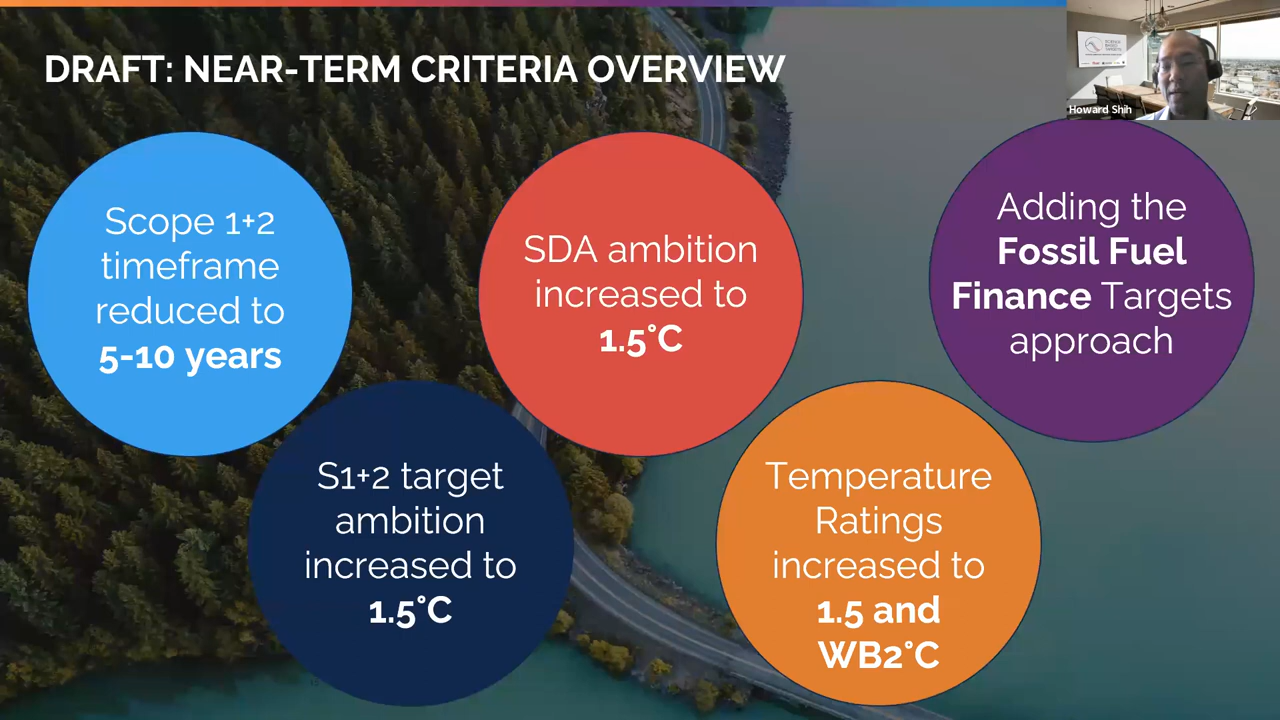 DRAFT: NEAR-TERM CRITERIA OVERVIEW
Howard Shih
Scope 1+2
timeframe
reduced to
5-10 years
S1+2 target
ambition
increased to
1.5°C
SDA ambition
increased to
1.5°C
Temperature
Ratings
increased to
1.5 and
WB2°C
Adding the
Fossil Fuel
Finance Targets
approach